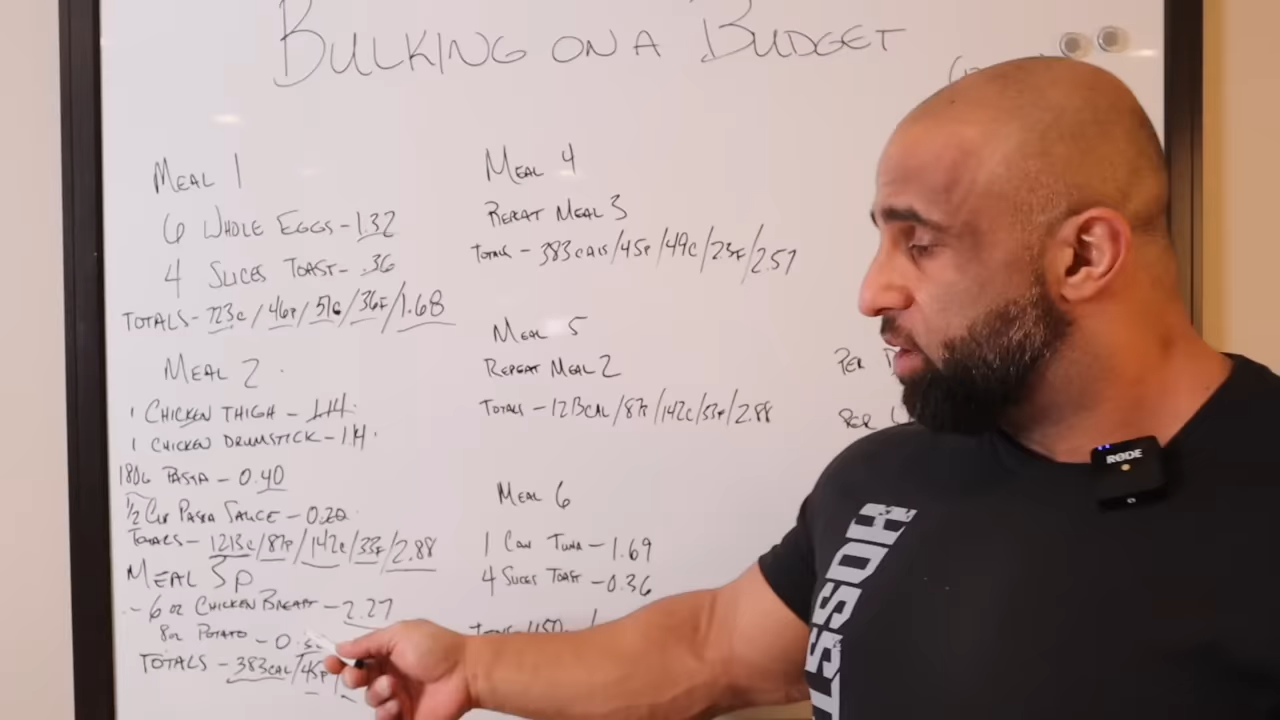 BULKING ON A BUDGET
MEAL 1
6 WHOLE EGGS - 1.32
4 SLICES TOAST - .36
TOTALS - 723c / 46P / 51c / 36F / 1.68
MEAL 2
1 CHICKEN THIGH - 1.14
1 CHICKEN DRUMSTICK - 1.14
180G PASTA - 0.40
1/2 CUP PASTA SAUCE - 0.20
TOTALS - 1213c / 87P / 142c / 33F / 2.88
MEAL 3P
- 6 OZ CHICKEN BREAST - 2.27
8OZ POTATO - 0.
TOTALS - 383CAL / 45P /
MEAL 4
REPEAT MEAL 3
TOTALS - 383CALS / 45P / 49C / 23F / 2.57
MEAL 5
REPEAT MEAL 2
TOTALS - 1213CAL / 87P / 142C / 33F / 2.88
MEAL 6
1 CAN TUNA - 1.69
4 SLICES TOAST - 0.36
PER
PER
RØDE
HOSSTI